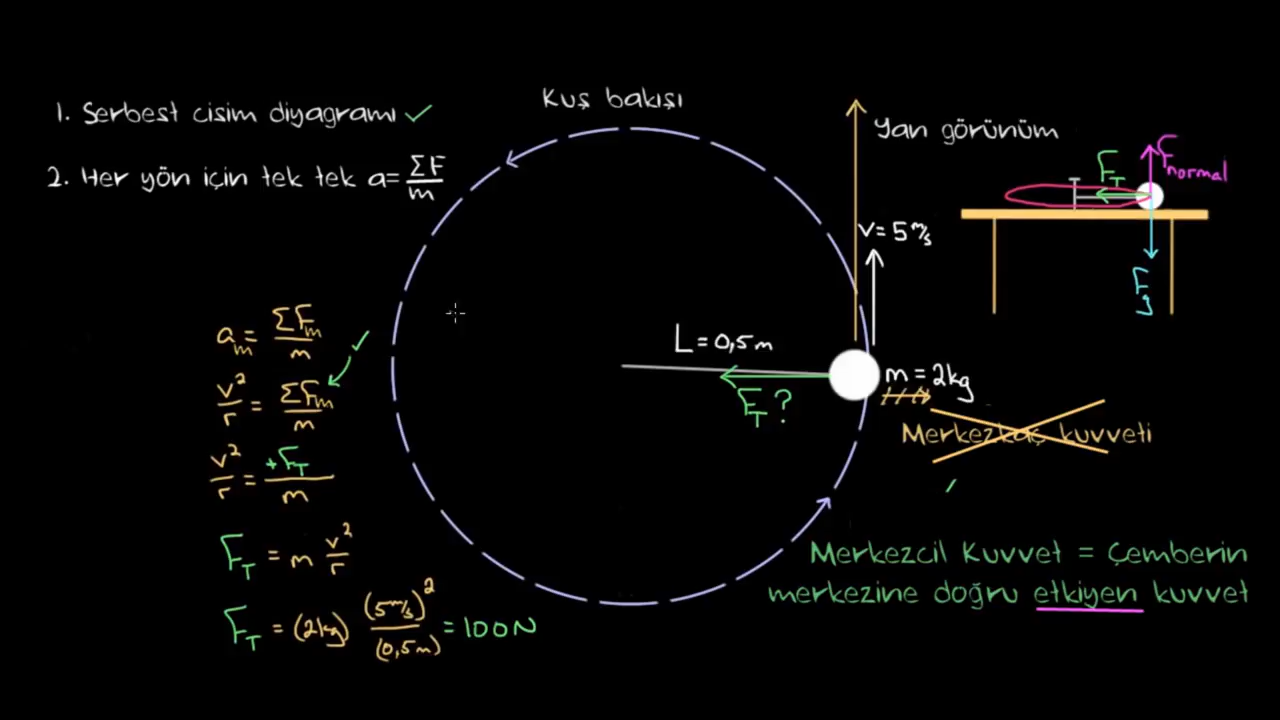 1. Serbest cisim diyagramı ✓
2. Her yön için tek tek a = ΣF/m
Kuş bakışı
Yan görünüm
F_T
F_normal
F_g
v = 5 m/s
L = 0,5 m
F_T ?
m = 2kg
Merkezkaç kuvveti
a_m = ΣF_m/m
v²/r = ΣF_m/m ✓
v²/r = +F_T/m
F_T = m v²/r
F_T = (2kg) (5 m/s)²/(0,5 m) = 100N
Merkezcil Kuvvet = Çemberin
merkezine doğru etkiyen kuvvet